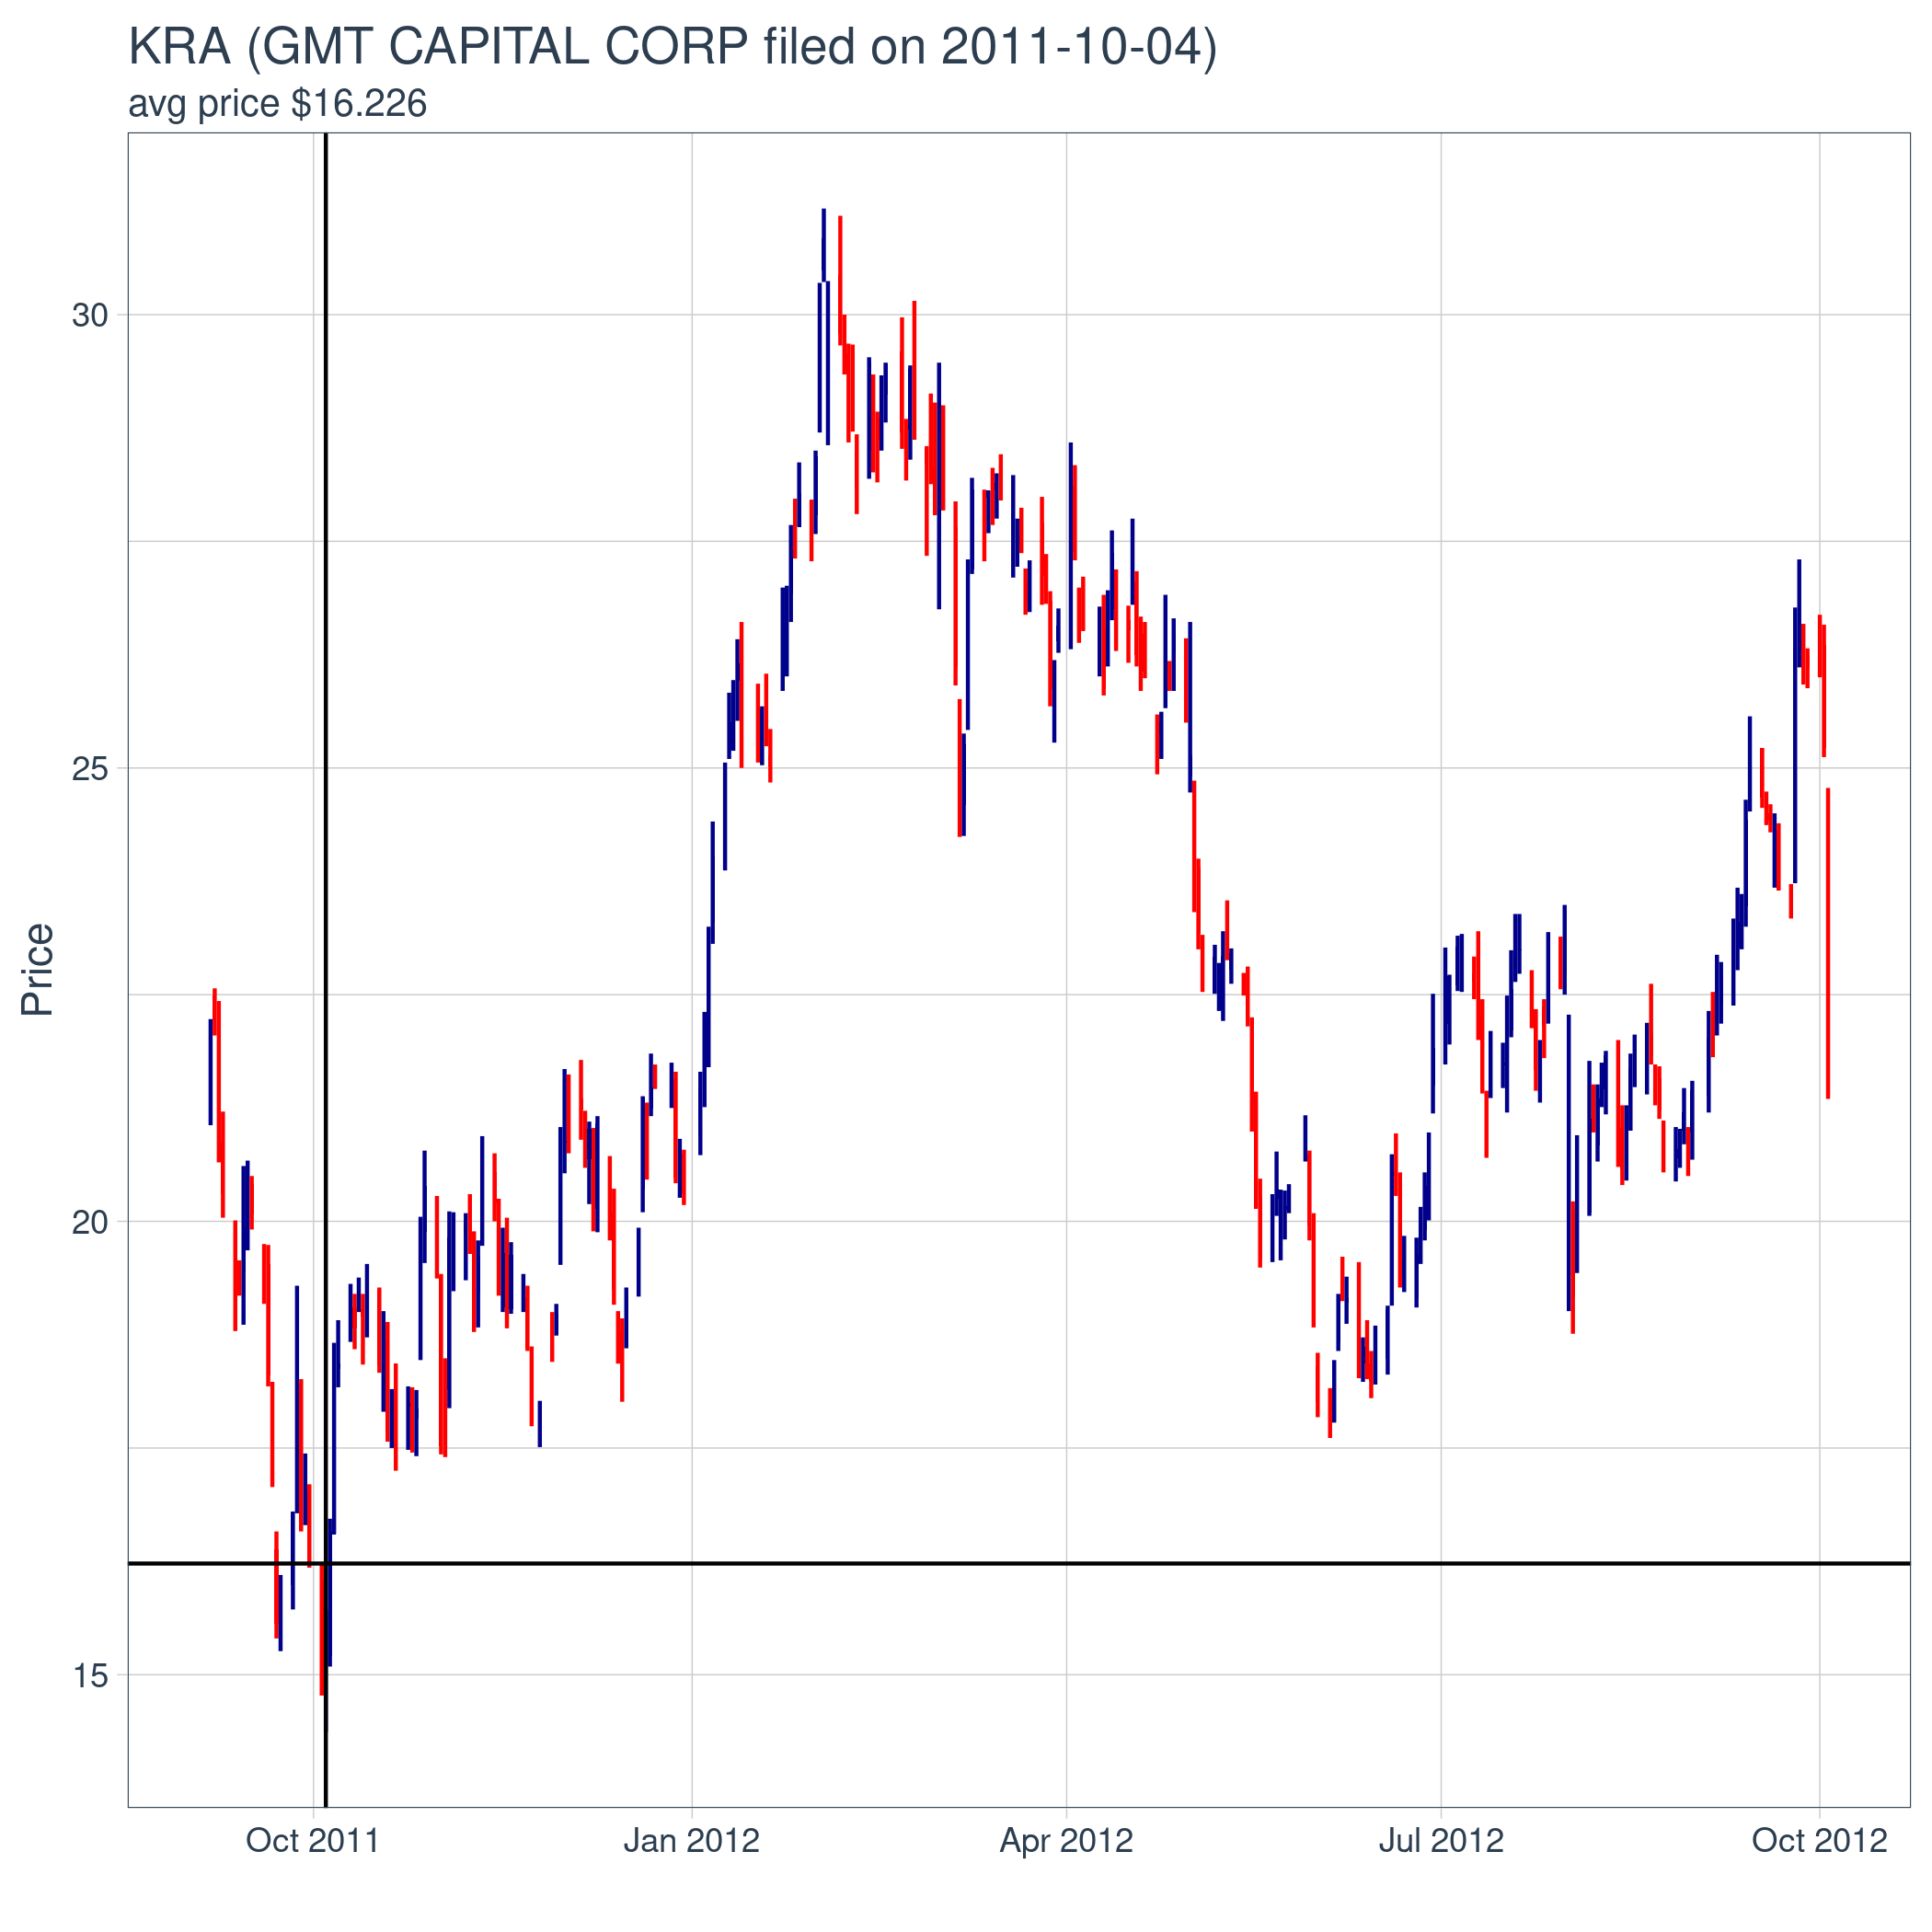 KRA (GMT CAPITAL CORP filed on 2011-10-04)
avg price $16.226
30
25
20
15
Price
Oct 2011
Jan 2012
Apr 2012
Jul 2012
Oct 2012